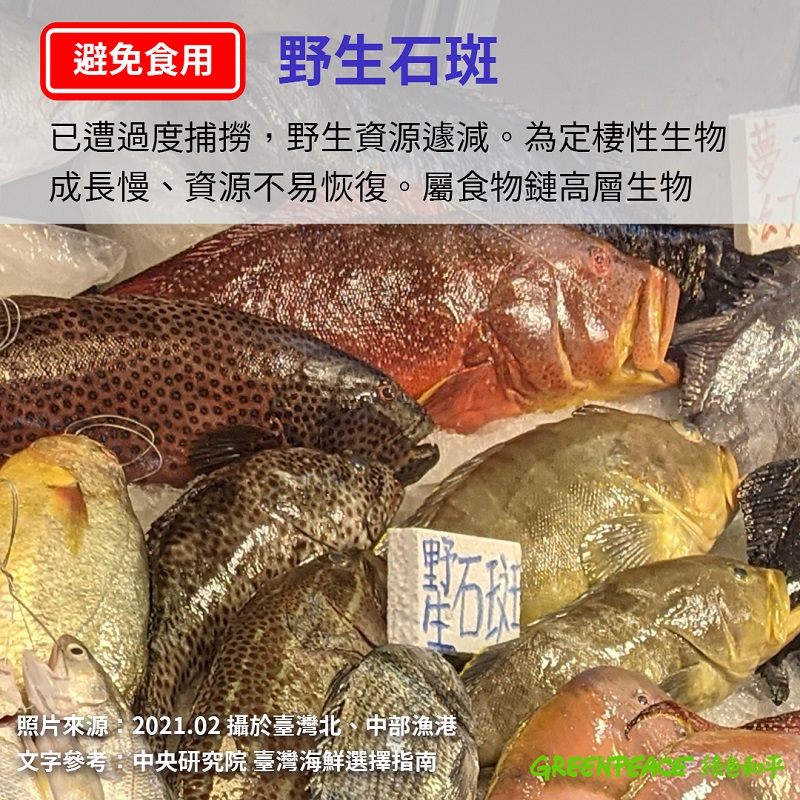 避免食用
野生石斑
已遭過度捕撈，野生資源遽減。為定棲性生物
成長慢、資源不易恢復。屬食物鏈高層生物
夢
幻
野生石斑
照片來源：2021.02 攝於臺灣北、中部漁港
文字參考：中央研究院 臺灣海鮮選擇指南
GREENPEACE 綠色和平